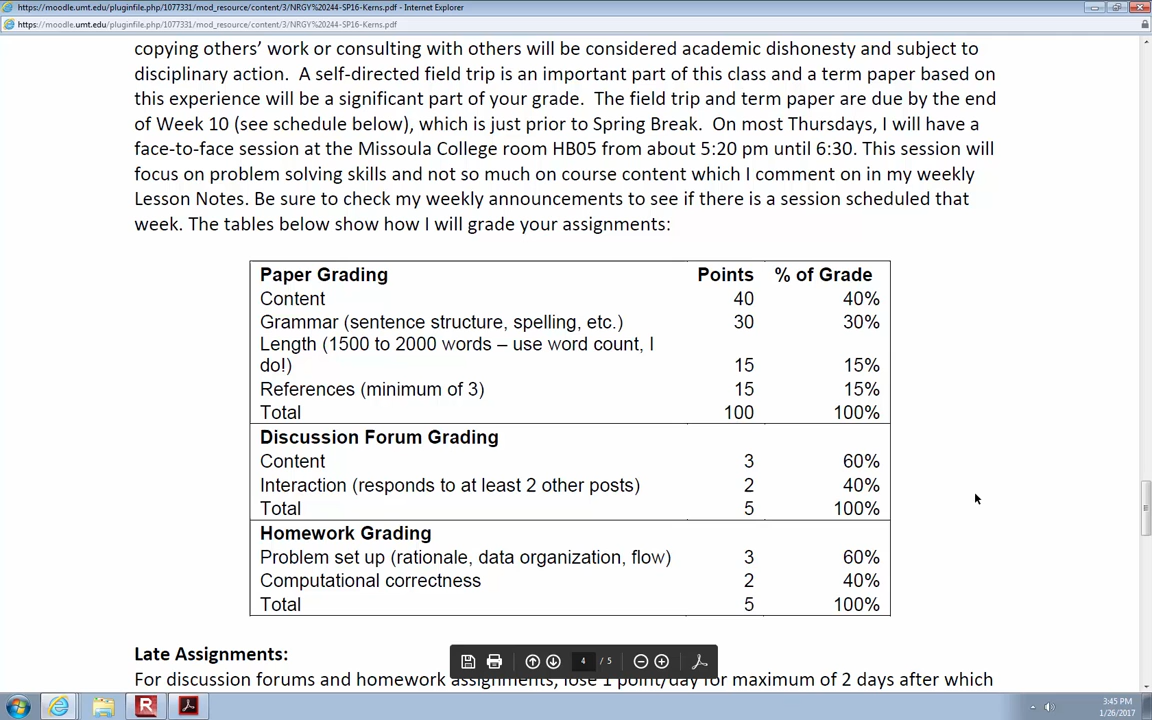 https://moodle.umt.edu/pluginfile.php/1077331/mod_resource/content/3/NRGY%20244-SP16-Kerns.pdf - Internet Explorer
https://moodle.umt.edu/pluginfile.php/1077331/mod_resource/content/3/NRGY%20244-SP16-Kerns.pdf
copying others' work or consulting with others will be considered academic dishonesty and subject to
disciplinary action.  A self-directed field trip is an important part of this class and a term paper based on
this experience will be a significant part of your grade.  The field trip and term paper are due by the end
of Week 10 (see schedule below), which is just prior to Spring Break.  On most Thursdays, I will have a
face-to-face session at the Missoula College room HB05 from about 5:20 pm until 6:30. This session will
focus on problem solving skills and not so much on course content which I comment on in my weekly
Lesson Notes. Be sure to check my weekly announcements to see if there is a session scheduled that
week. The tables below show how I will grade your assignments:
Paper Grading Points % of Grade
Content 40 40%
Grammar (sentence structure, spelling, etc.) 30 30%
Length (1500 to 2000 words – use word count, I
do!) 15 15%
References (minimum of 3) 15 15%
Total 100 100%
Discussion Forum Grading
Content 3 60%
Interaction (responds to at least 2 other posts) 2 40%
Total 5 100%
Homework Grading
Problem set up (rationale, data organization, flow) 3 60%
Computational correctness 2 40%
Total 5 100%
Late Assignments:
4 / 5
For discussion forums and homework assignments, lose 1 point/day for maximum of 2 days after which
3:45 PM
1/26/2017